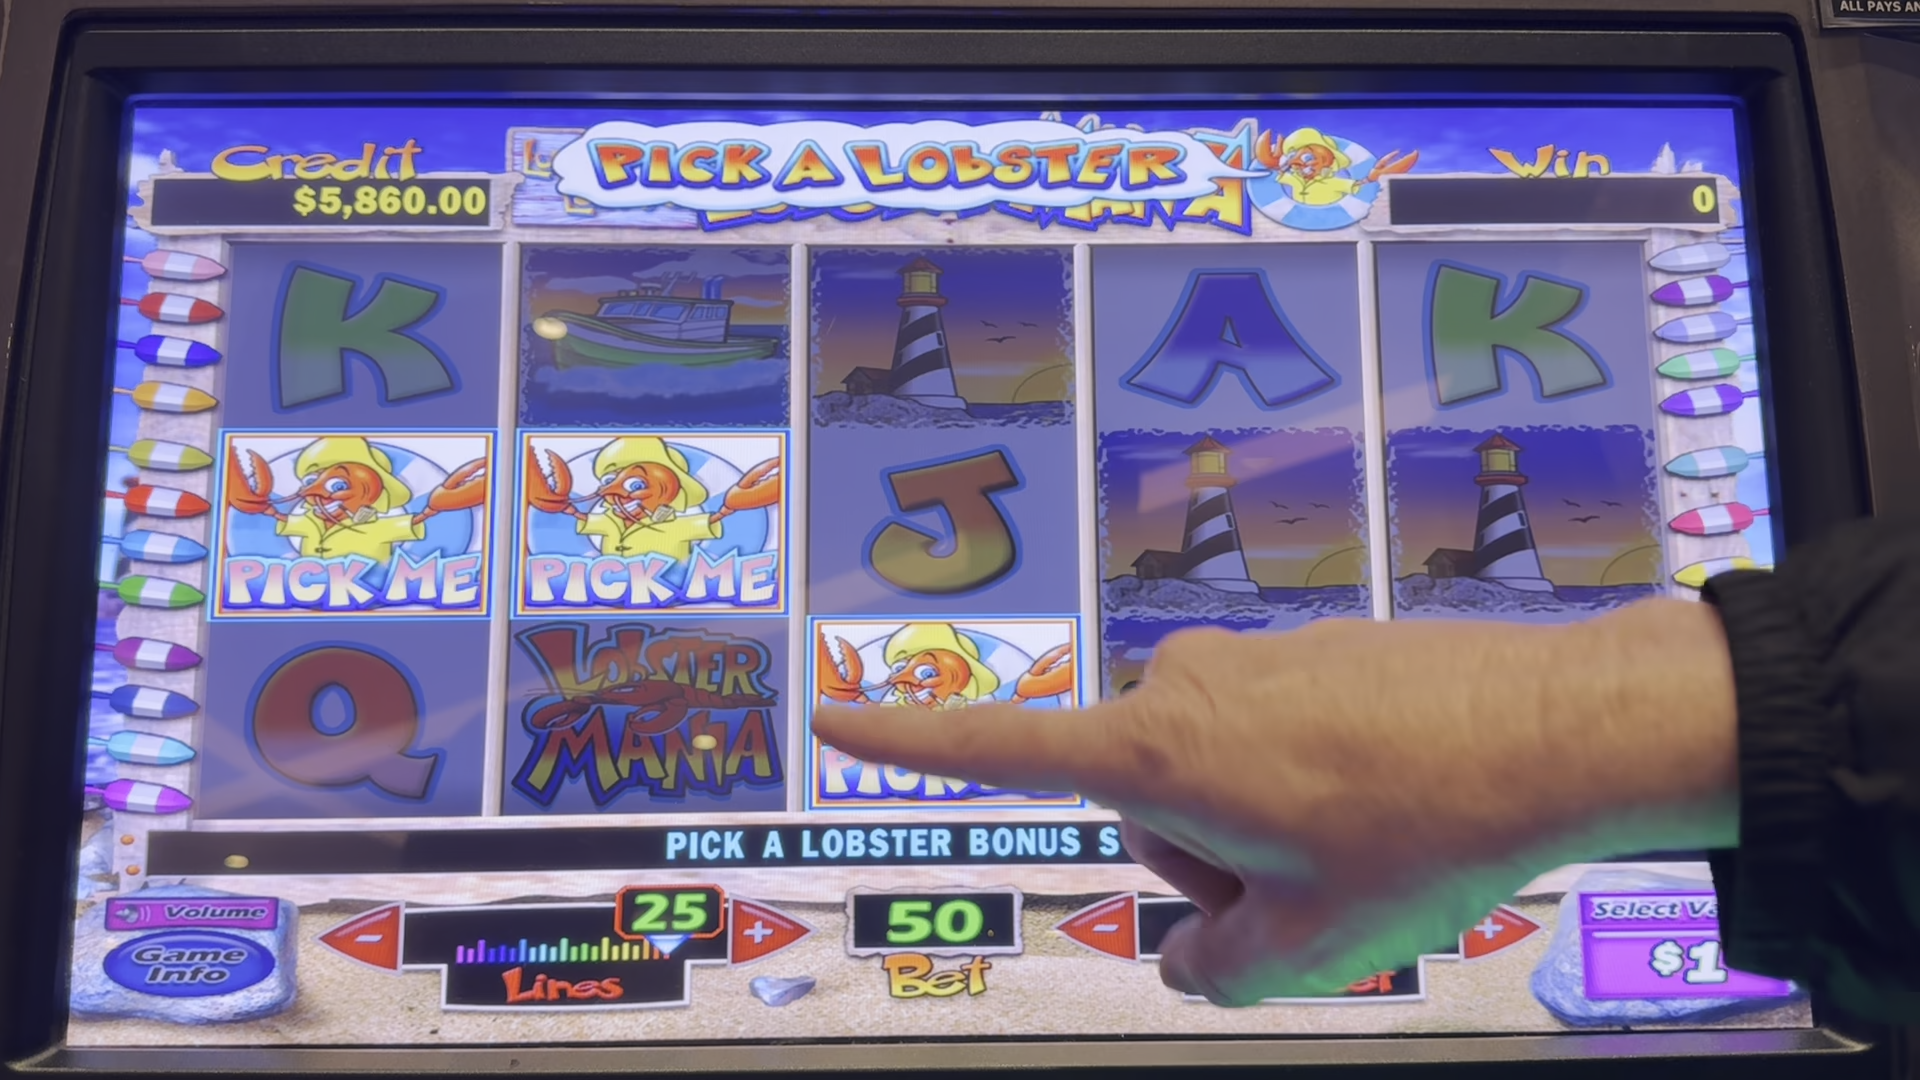 ALL PAYS AN
Credit
PICK A LOBSTER
Win
$5,860.00
0
K
A
K
PICK ME
PICK ME
J
Q
LOBSTER
MANIA
PICK A LOBSTER BONUS S
Volume
Game
Info
25
Lines
50
Bet
Select Va
$1